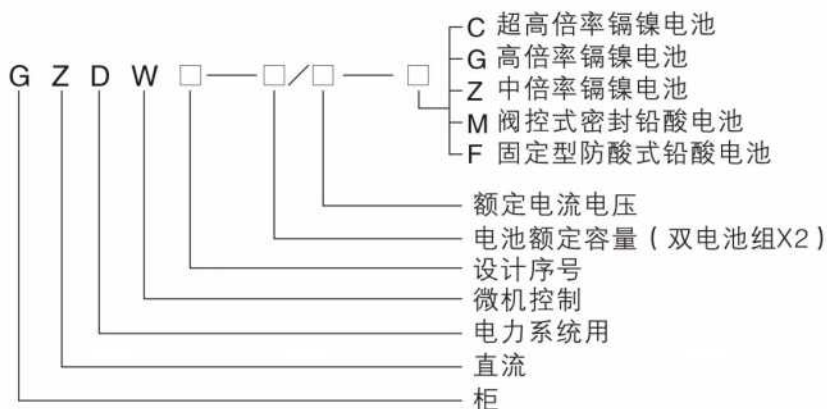 C 超高倍率镉镍电池
G 高倍率镉镍电池
G Z D W □—□/□—□
Z 中倍率镉镍电池
M 阀控式密封铅酸电池
F 固定型防酸式铅酸电池
额定电流电压
电池额定容量(双电池组X2)
设计序号
微机控制
电力系统用
直流
柜